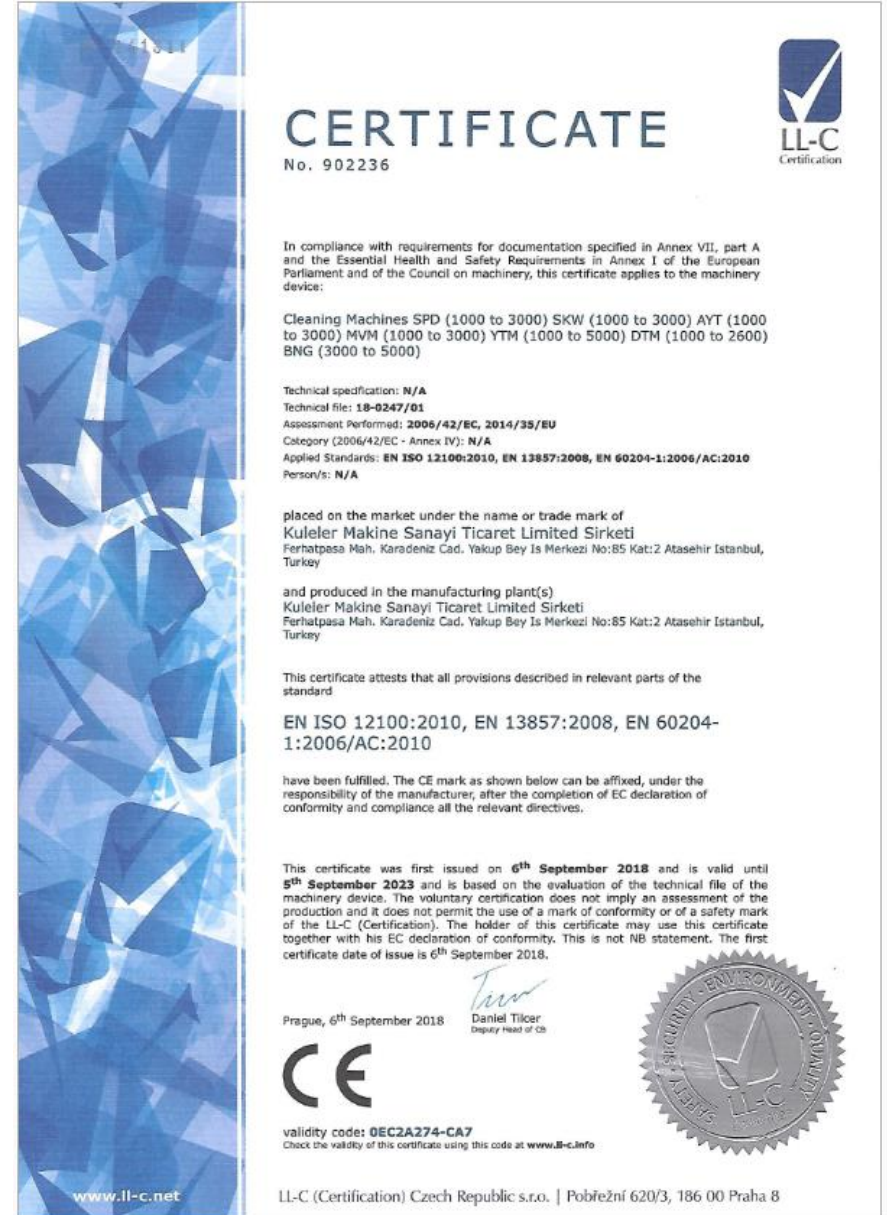 CERTIFICATE
No. 902236
LL-C
Certification
In compliance with requirements for documentation specified in Annex VII, part A
and the Essential Health and Safety Requirements in Annex I of the European
Parliament and of the Council on machinery, this certificate applies to the machinery
device:
Cleaning Machines SPD (1000 to 3000) SKW (1000 to 3000) AYT (1000
to 3000) MVM (1000 to 3000) YTM (1000 to 5000) DTM (1000 to 2600)
BNG (3000 to 5000)
Technical specification: N/A
Technical file: 18-0247/01
Assessment Performed: 2006/42/EC, 2014/35/EU
Category (2006/42/EC - Annex IV): N/A
Applied Standards: EN ISO 12100:2010, EN 13857:2008, EN 60204-1:2006/AC:2010
Person/s: N/A
placed on the market under the name or trade mark of
Kuleler Makine Sanayi Ticaret Limited Sirketi
Ferhatpasa Mah. Karadeniz Cad. Yakup Bey Is Merkezi No:85 Kat:2 Atasehir Istanbul,
Turkey
and produced in the manufacturing plant(s)
Kuleler Makine Sanayi Ticaret Limited Sirketi
Ferhatpasa Mah. Karadeniz Cad. Yakup Bey Is Merkezi No:85 Kat:2 Atasehir Istanbul,
Turkey
This certificate attests that all provisions described in relevant parts of the
standard
EN ISO 12100:2010, EN 13857:2008, EN 60204-
1:2006/AC:2010
have been fulfilled. The CE mark as shown below can be affixed, under the
responsibility of the manufacturer, after the completion of EC declaration of
conformity and compliance all the relevant directives.
This certificate was first issued on 6th September 2018 and is valid until
5th September 2023 and is based on the evaluation of the technical file of the
machinery device. The voluntary certification does not imply an assessment of the
production and it does not permit the use of a mark of conformity or of a safety mark
of the LL-C (Certification). The holder of this certificate may use this certificate
together with his EC declaration of conformity. This is not NB statement. The first
certificate date of issue is 6th September 2018.
Prague, 6th September 2018
Daniel Tilcer
Deputy Head of CB
CE
SAFETY · SECURITY · ENVIRONMENT · QUALITY
LL-C
validity code: 0EC2A274-CA7
Check the validity of this certificate using this code at www.ll-c.info
www.ll-c.net
LL-C (Certification) Czech Republic s.r.o. | Pobřežní 620/3, 186 00 Praha 8